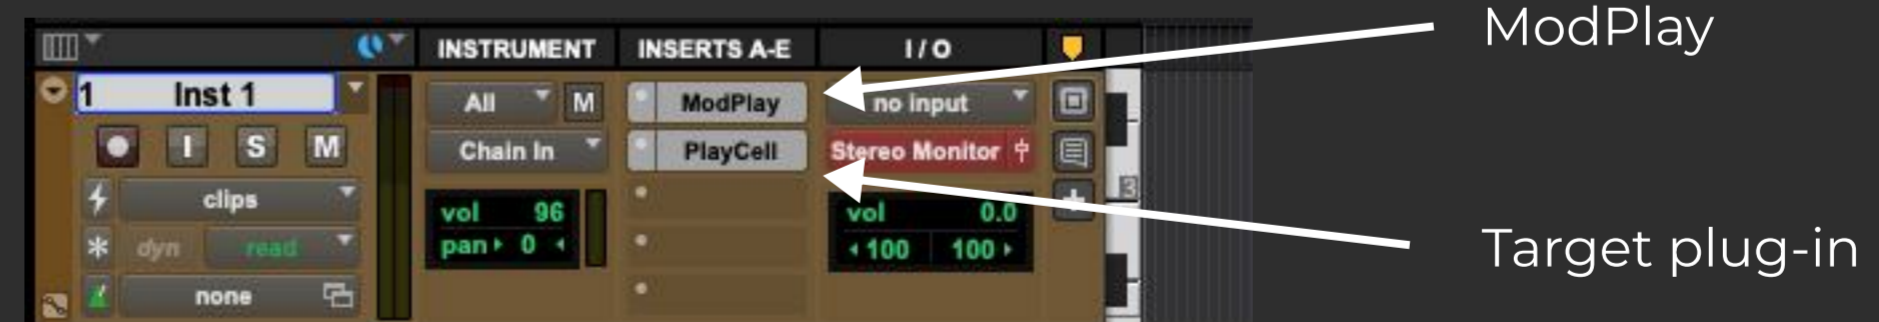 ModPlay
INSTRUMENT INSERTS A-E I / O
1 Inst 1
All M ModPlay no input
I S M Chain In PlayCell Stereo Monitor
clips
vol 96 vol 0.0
dyn read pan 0 100 100
none
3
Target plug-in